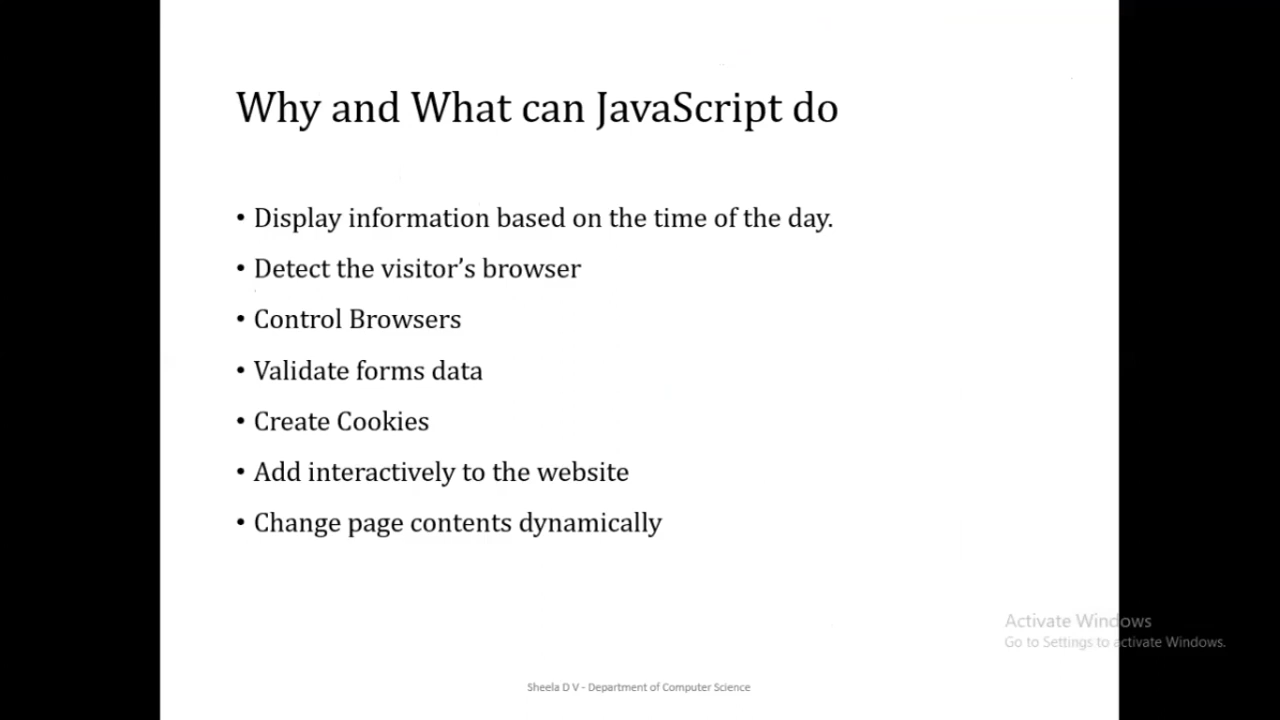 Why and What can JavaScript do
• Display information based on the time of the day.
• Detect the visitor’s browser
• Control Browsers
• Validate forms data
• Create Cookies
• Add interactively to the website
• Change page contents dynamically
Activate Windows
Go to Settings to activate Windows.
Sheela D V - Department of Computer Science